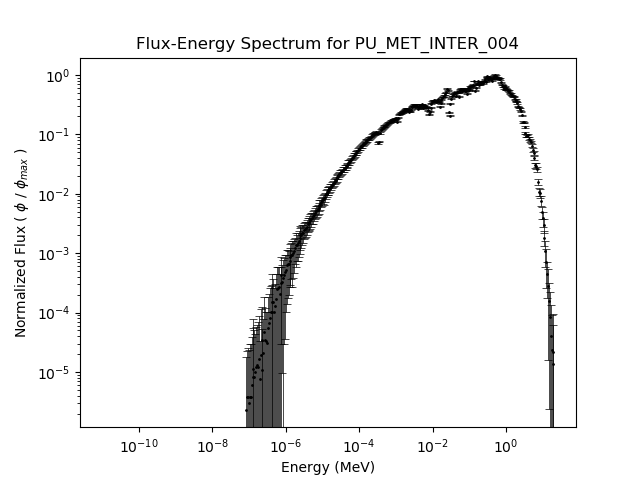 Flux-Energy Spectrum for PU_MET_INTER_004
Normalized Flux ( ϕ / ϕ_max )
10^0
10^-1
10^-2
10^-3
10^-4
10^-5
10^-10 10^-8 10^-6 10^-4 10^-2 10^0
Energy (MeV)